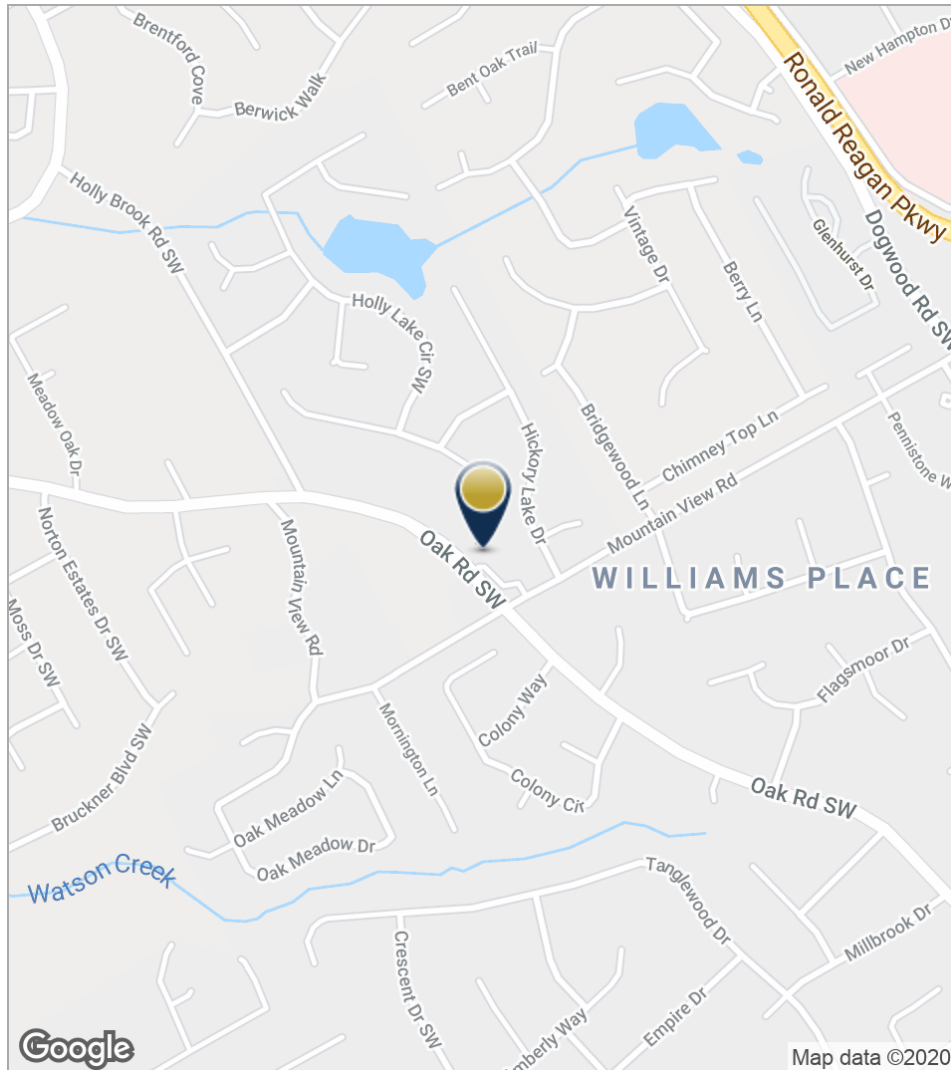 Brentford Cove
Berwick Walk
Bent Oak Trail
New Hampton D
Ronald Reagan Pkwy
Holly Brook Rd SW
Vintage Dr
Berry Ln
Glenhurst Dr
Dogwood Rd SW
Holly Lake Cir SW
Meadow Oak Dr
Hickory Lake Dr
Bridgewood Ln
Chimney Top Ln
Pennistone W
Mountain View Rd
Oak Rd SW
WILLIAMS PLACE
Norton Estates Dr SW
Mountain View Rd
Moss Dr SW
Flagsmoor Dr
Colony Way
Mornington Ln
Colony Cir
Bruckner Blvd SW
Oak Meadow Ln
Oak Rd SW
Oak Meadow Dr
Watson Creek
Tanglewood Dr
Millbrook Dr
Crescent Dr SW
Empire Dr
mberly Way
Google
Map data ©2020